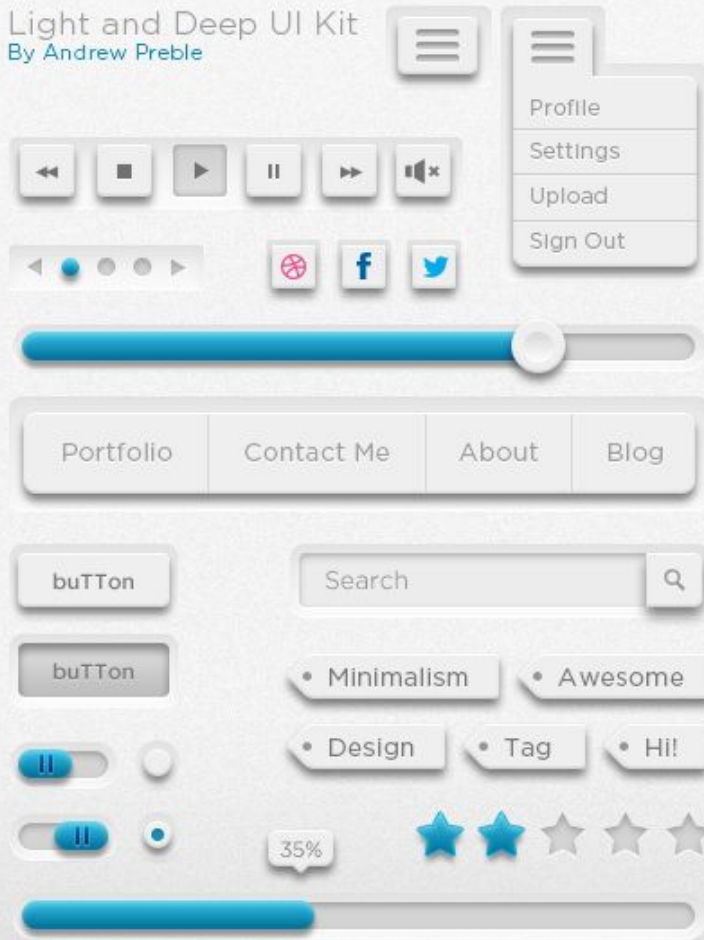 Light and Deep UI Kit
By Andrew Preble
Profile
Settings
Upload
Sign Out
Portfolio
Contact Me
About
Blog
buTTon
Search
buTTon
Minimalism
Awesome
Design
Tag
Hi!
35%